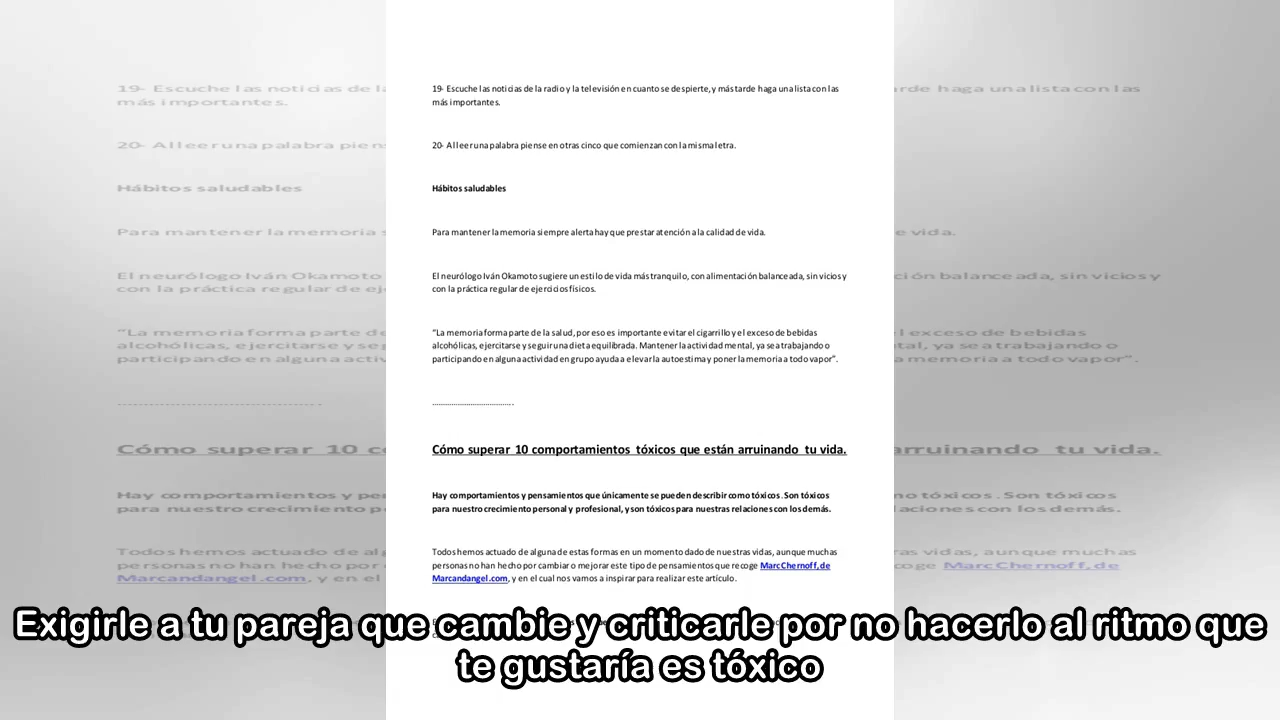 19- Escuche las noticias de la radio y la televisión en cuanto se despierte, y más tarde haga una lista con las
más importantes.
20- Al leer una palabra piense en otras cinco que comienzan con la misma letra.
Hábitos saludables
Para mantener la memoria siempre alerta hay que prestar atención a la calidad de vida.
El neurólogo Iván Okamoto sugiere un estilo de vida más tranquilo, con alimentación balanceada, sin vicios y
con la práctica regular de ejercicios físicos.
“La memoria forma parte de la salud, por eso es importante evitar el cigarrillo y el exceso de bebidas
alcohólicas, ejercitarse y seguir una dieta equilibrada. Mantener la actividad mental, ya sea trabajando o
participando en alguna actividad en grupo ayuda a elevar la autoestima y poner la memoria a todo vapor”.
......................................
Cómo superar 10 comportamientos tóxicos que están arruinando tu vida.
Hay comportamientos y pensamientos que únicamente se pueden describir como tóxicos. Son tóxicos
para nuestro crecimiento personal y profesional, y son tóxicos para nuestras relaciones con los demás.
Todos hemos actuado de alguna de estas formas en un momento dado de nuestras vidas, aunque muchas
personas no han hecho por cambiar o mejorar este tipo de pensamientos que recoge Marc Chernoff, de
Marcandangel.com, y en el cual nos vamos a inspirar para realizar este artículo.
Exigirle a tu pareja que cambie y criticarle por no hacerlo al ritmo que
te gustaría es tóxico